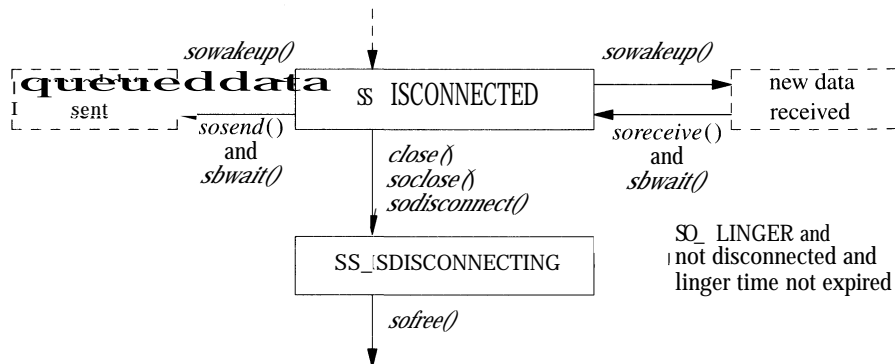 sowakeup()
sowakeup()
queueddata
sent
SS ISCONNECTED
new data
received
sosend()
and
sbwait()
soreceive()
and
sbwait()
close()
soclose()
sodisconnect()
SO_ LINGER and
not disconnected and
linger time not expired
SS_ISDISCONNECTING
sofree()